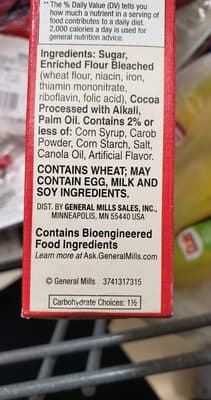 ** The % Daily Value (DV) tells you
how much a nutrient in a serving of
food contributes to a daily diet.
2,000 calories a day is used for
general nutrition advice.
Ingredients: Sugar,
Enriched Flour Bleached
(wheat flour, niacin, iron,
thiamin mononitrate,
riboflavin, folic acid), Cocoa
Processed with Alkali,
Palm Oil. Contains 2% or
less of: Corn Syrup, Carob
Powder, Corn Starch, Salt,
Canola Oil, Artificial Flavor.
CONTAINS WHEAT; MAY
CONTAIN EGG, MILK AND
SOY INGREDIENTS.
DIST. BY GENERAL MILLS SALES, INC.,
MINNEAPOLIS, MN 55440 USA
Contains Bioengineered
Food Ingredients
Learn more at Ask.GeneralMills.com
© General Mills 3741317315
Carbohydrate Choices: 1½